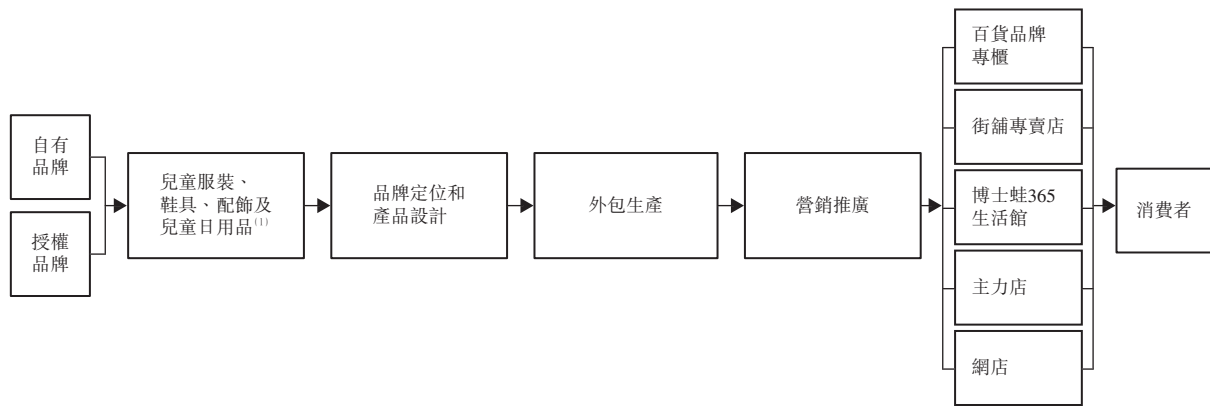 自有
品牌
授權
品牌
兒童服裝、
鞋具、配飾及
兒童日用品⁽¹⁾
品牌定位和
產品設計
外包生產
營銷推廣
百貨品牌
專櫃
街舖專賣店
博士蛙365
生活館
主力店
網店
消費者